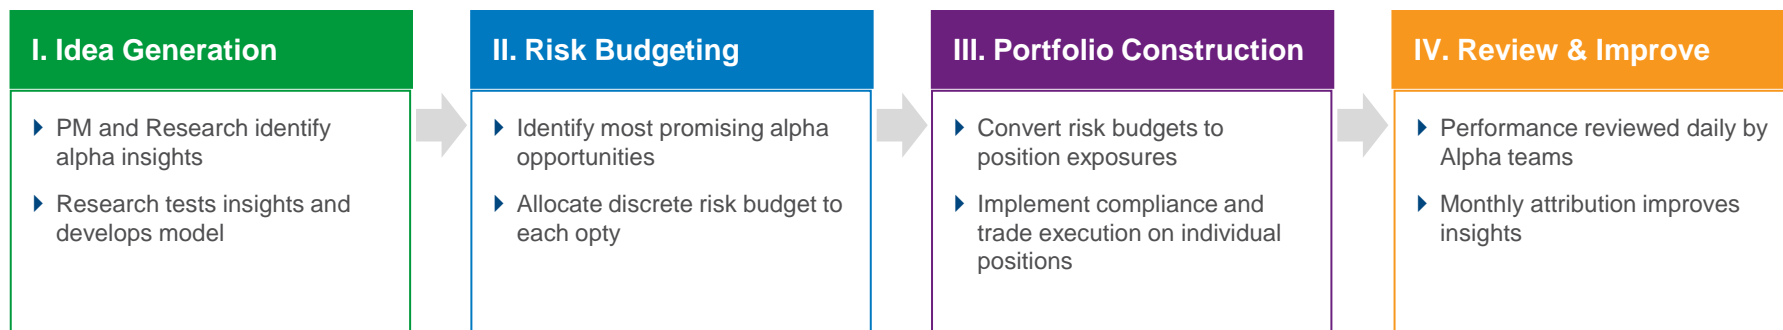 I. Idea Generation
PM and Research identify
alpha insights
Research tests insights and
develops model
II. Risk Budgeting
Identify most promising alpha
opportunities
Allocate discrete risk budget to
each opty
III. Portfolio Construction
Convert risk budgets to
position exposures
Implement compliance and
trade execution on individual
positions
IV. Review & Improve
Performance reviewed daily by
Alpha teams
Monthly attribution improves
insights